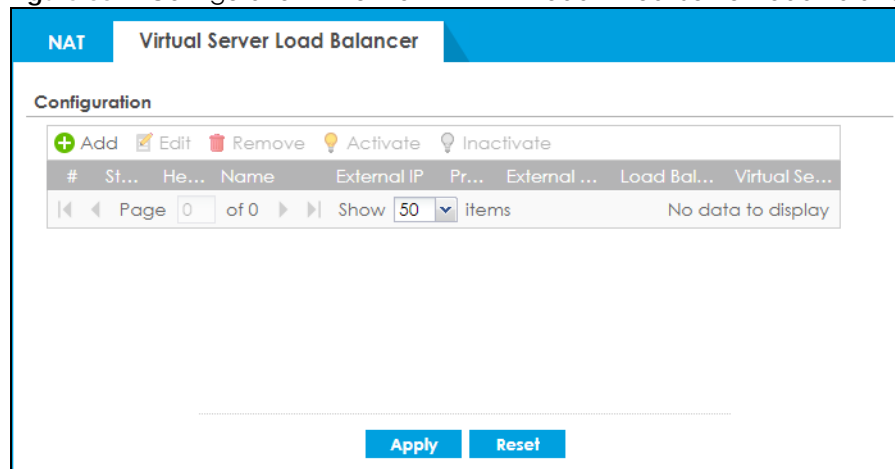 NAT Virtual Server Load Balancer
Configuration
Add Edit Remove Activate Inactivate
# St... He... Name External IP Pr... External ... Load Bal... Virtual Se...
Page 0 of 0 Show 50 items No data to display
Apply Reset